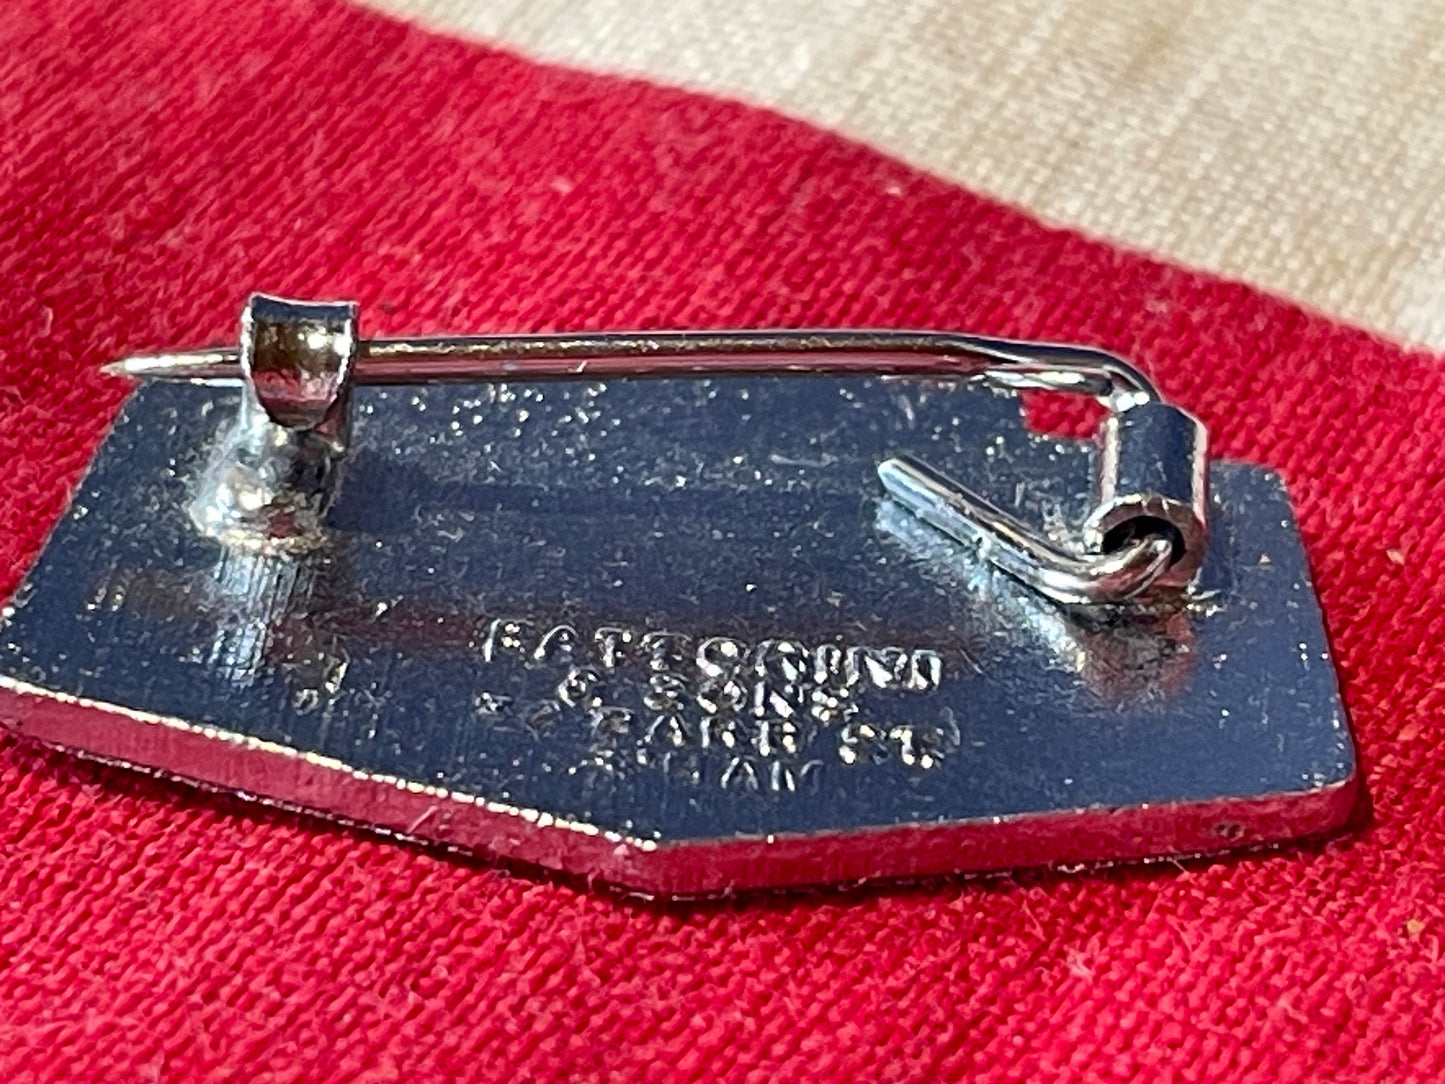 FATTORINI
& SONS
BARR ST
B'HAM